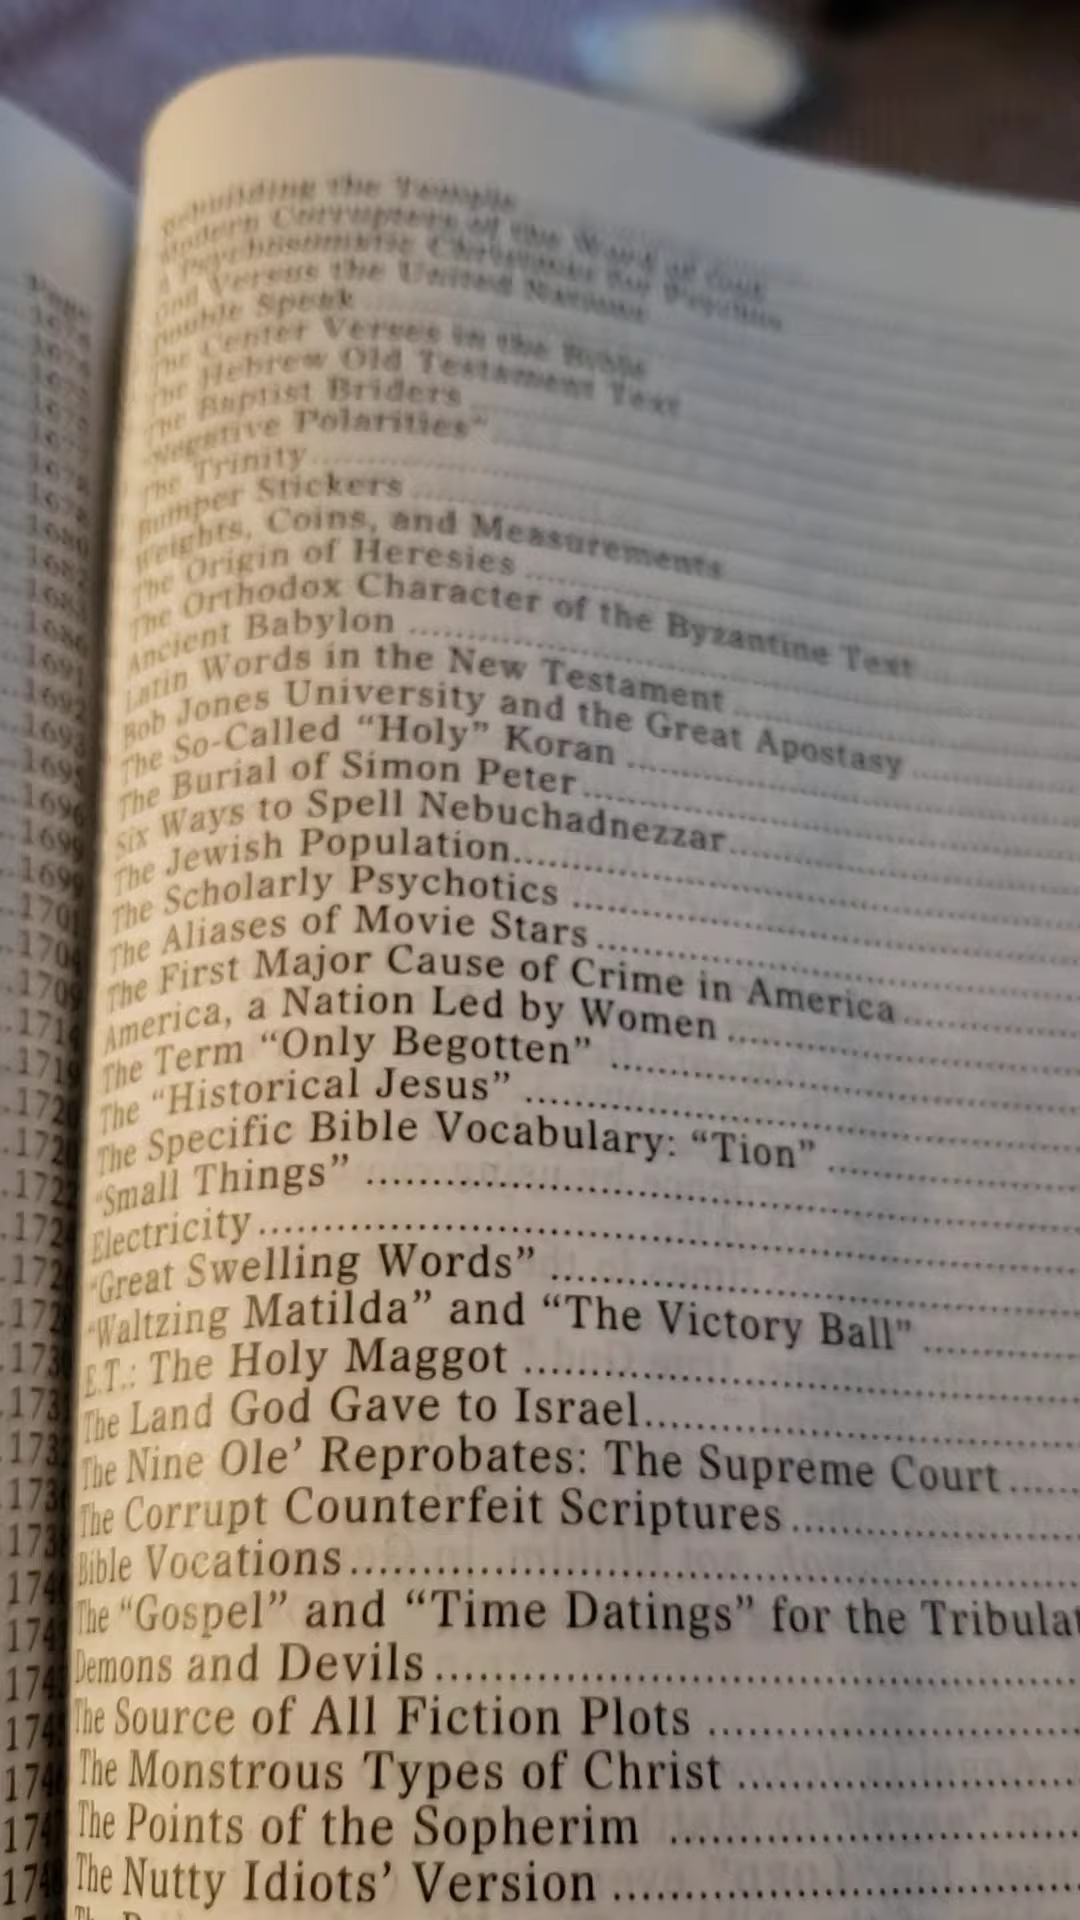 Rebuilding the Temple
Modern Corrupters of the Word of God
A Psychosomatic Christmas for Psychos
God Versus the United Nations
Double Speak
The Center Verses in the Bible
The Hebrew Old Testament Text
The Baptist Briders
"Negative Polarities"
The Trinity
Bumper Stickers
Weights, Coins, and Measurements
The Origin of Heresies
The Orthodox Character of the Byzantine Text
Ancient Babylon
Latin Words in the New Testament
Bob Jones University and the Great Apostasy
The So-Called “Holy” Koran
The Burial of Simon Peter
Six Ways to Spell Nebuchadnezzar
The Jewish Population
The Scholarly Psychotics
The Aliases of Movie Stars
The First Major Cause of Crime in America
America, a Nation Led by Women
The Term “Only Begotten”
The “Historical Jesus”
The Specific Bible Vocabulary: “Tion”
“Small Things”
Electricity
“Great Swelling Words”
“Waltzing Matilda” and “The Victory Ball”
E.T.: The Holy Maggot
The Land God Gave to Israel
The Nine Ole’ Reprobates: The Supreme Court
The Corrupt Counterfeit Scriptures
Bible Vocations
The “Gospel” and “Time Datings” for the
Demons and Devils
The Source of All Fiction Plots
The Monstrous Types of Christ
The Points of the Sopherim
The Nutty Idiots’ Version